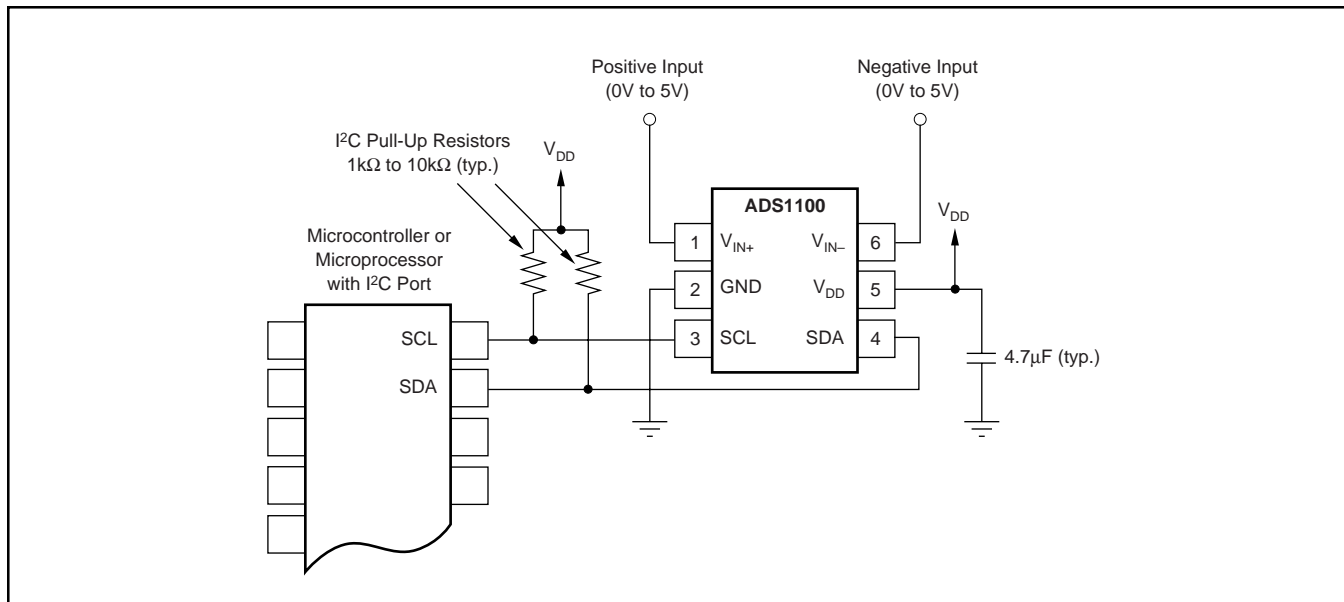 Positive Input
(0V to 5V)
Negative Input
(0V to 5V)
I²C Pull-Up Resistors
1kΩ to 10kΩ (typ.)
V_DD
Microcontroller or
Microprocessor
with I²C Port
SCL
SDA
ADS1100
1 V_IN+ V_IN– 6
2 GND V_DD 5
3 SCL SDA 4
V_DD
4.7µF (typ.)